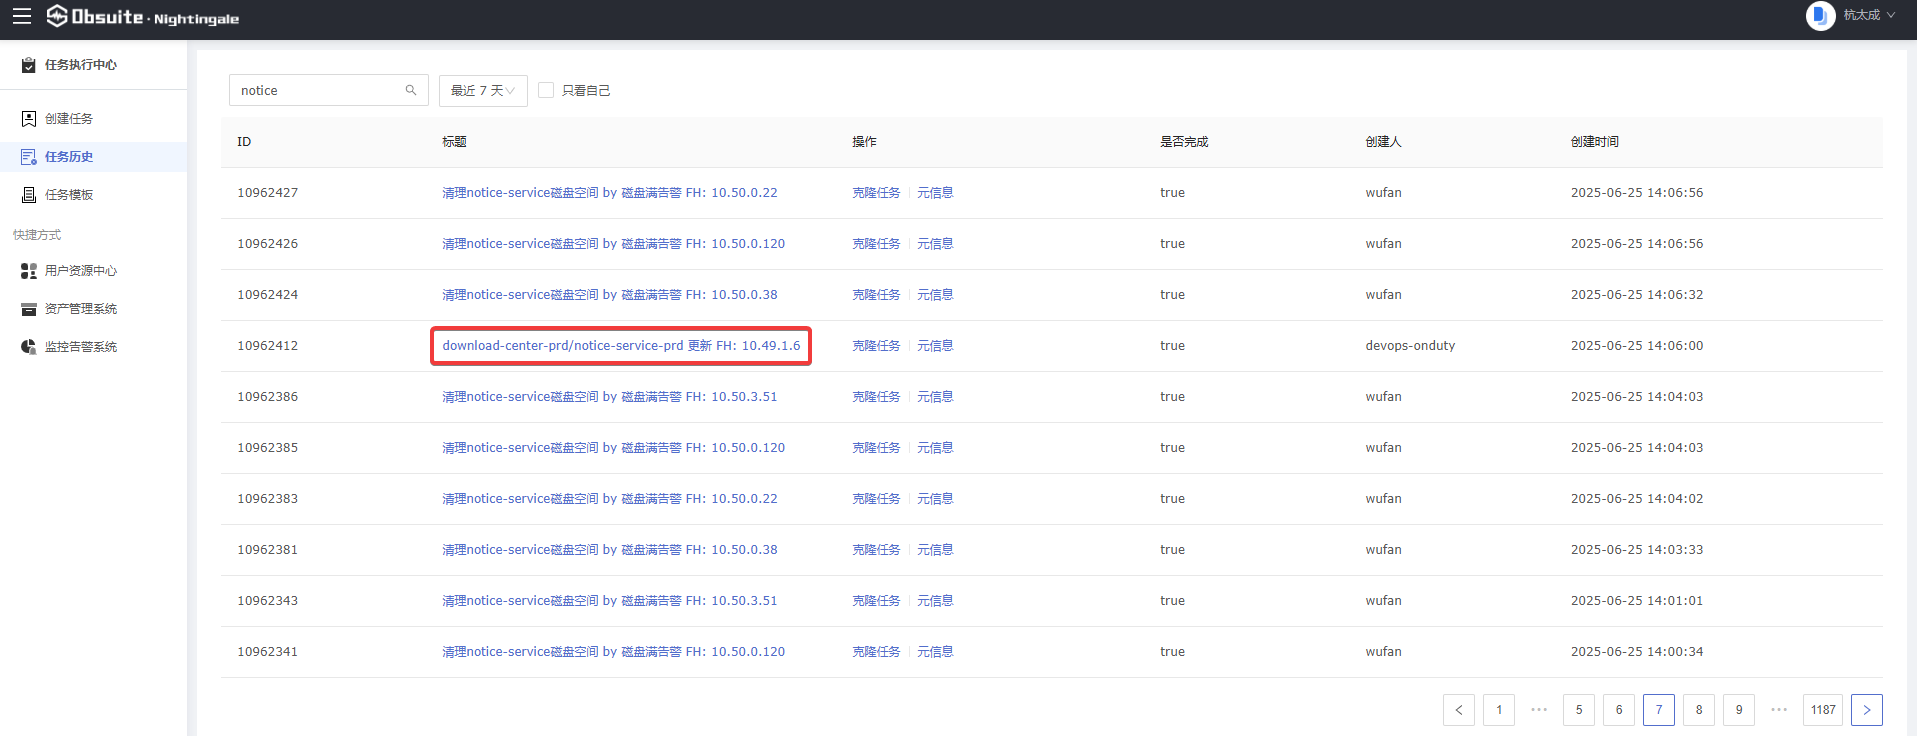 Obsuite · Nightingale
杭太成
任务执行中心
创建任务
任务历史
任务模板
快捷方式
用户资源中心
资产管理系统
监控告警系统
notice 最近 7 天 只看自己
ID 标题 操作 是否完成 创建人 创建时间
10962427 清理notice-service磁盘空间 by 磁盘满告警 FH: 10.50.0.22 克隆任务 元信息 true wufan 2025-06-25 14:06:56
10962426 清理notice-service磁盘空间 by 磁盘满告警 FH: 10.50.0.120 克隆任务 元信息 true wufan 2025-06-25 14:06:56
10962424 清理notice-service磁盘空间 by 磁盘满告警 FH: 10.50.0.38 克隆任务 元信息 true wufan 2025-06-25 14:06:32
10962412 download-center-prd/notice-service-prd 更新 FH: 10.49.1.6 克隆任务 元信息 true devops-onduty 2025-06-25 14:06:00
10962386 清理notice-service磁盘空间 by 磁盘满告警 FH: 10.50.3.51 克隆任务 元信息 true wufan 2025-06-25 14:04:03
10962385 清理notice-service磁盘空间 by 磁盘满告警 FH: 10.50.0.120 克隆任务 元信息 true wufan 2025-06-25 14:04:03
10962383 清理notice-service磁盘空间 by 磁盘满告警 FH: 10.50.0.22 克隆任务 元信息 true wufan 2025-06-25 14:04:02
10962381 清理notice-service磁盘空间 by 磁盘满告警 FH: 10.50.0.38 克隆任务 元信息 true wufan 2025-06-25 14:03:33
10962343 清理notice-service磁盘空间 by 磁盘满告警 FH: 10.50.3.51 克隆任务 元信息 true wufan 2025-06-25 14:01:01
10962341 清理notice-service磁盘空间 by 磁盘满告警 FH: 10.50.0.120 克隆任务 元信息 true wufan 2025-06-25 14:00:34
< 1 ••• 5 6 7 8 9 ••• 1187 >